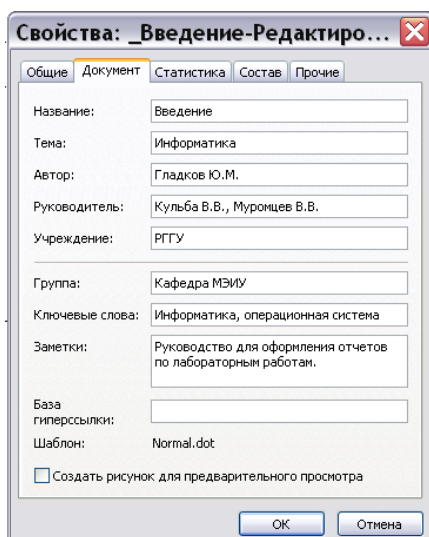 Свойства: _Введение-Редактиро...
Общие Документ Статистика Состав Прочие
Название: Введение
Тема: Информатика
Автор: Гладков Ю.М.
Руководитель: Кульба В.В., Муромцев В.В.
Учреждение: РГГУ
Группа: Кафедра МЭИУ
Ключевые слова: Информатика, операционная система
Заметки: Руководство для оформления отчетов
по лабораторным работам.
База
гиперссылки:
Шаблон: Normal.dot
Создать рисунок для предварительного просмотра
ОК Отмена